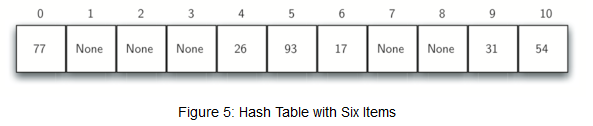 0 1 2 3 4 5 6 7 8 9 10
77 None None None 26 93 17 None None 31 54
Figure 5: Hash Table with Six Items